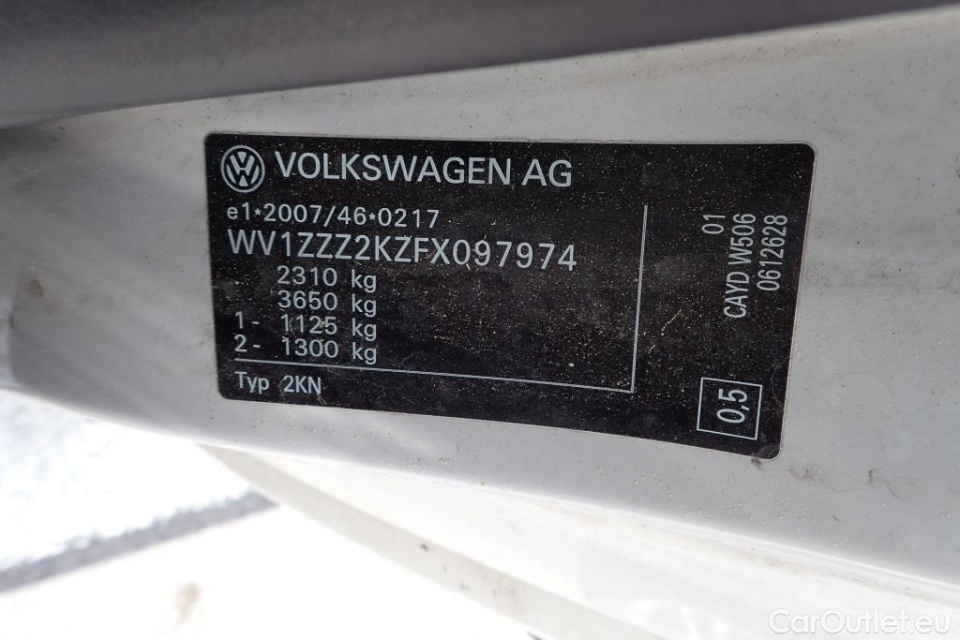 VOLKSWAGEN AG
e1*2007/46*0217
WV1ZZZ2KZFX097974
2310 kg
3650 kg
1 - 1125 kg
2 - 1300 kg
Typ 2KN
01
CAYD W506
0612628
0,5
CarOutlet.eu